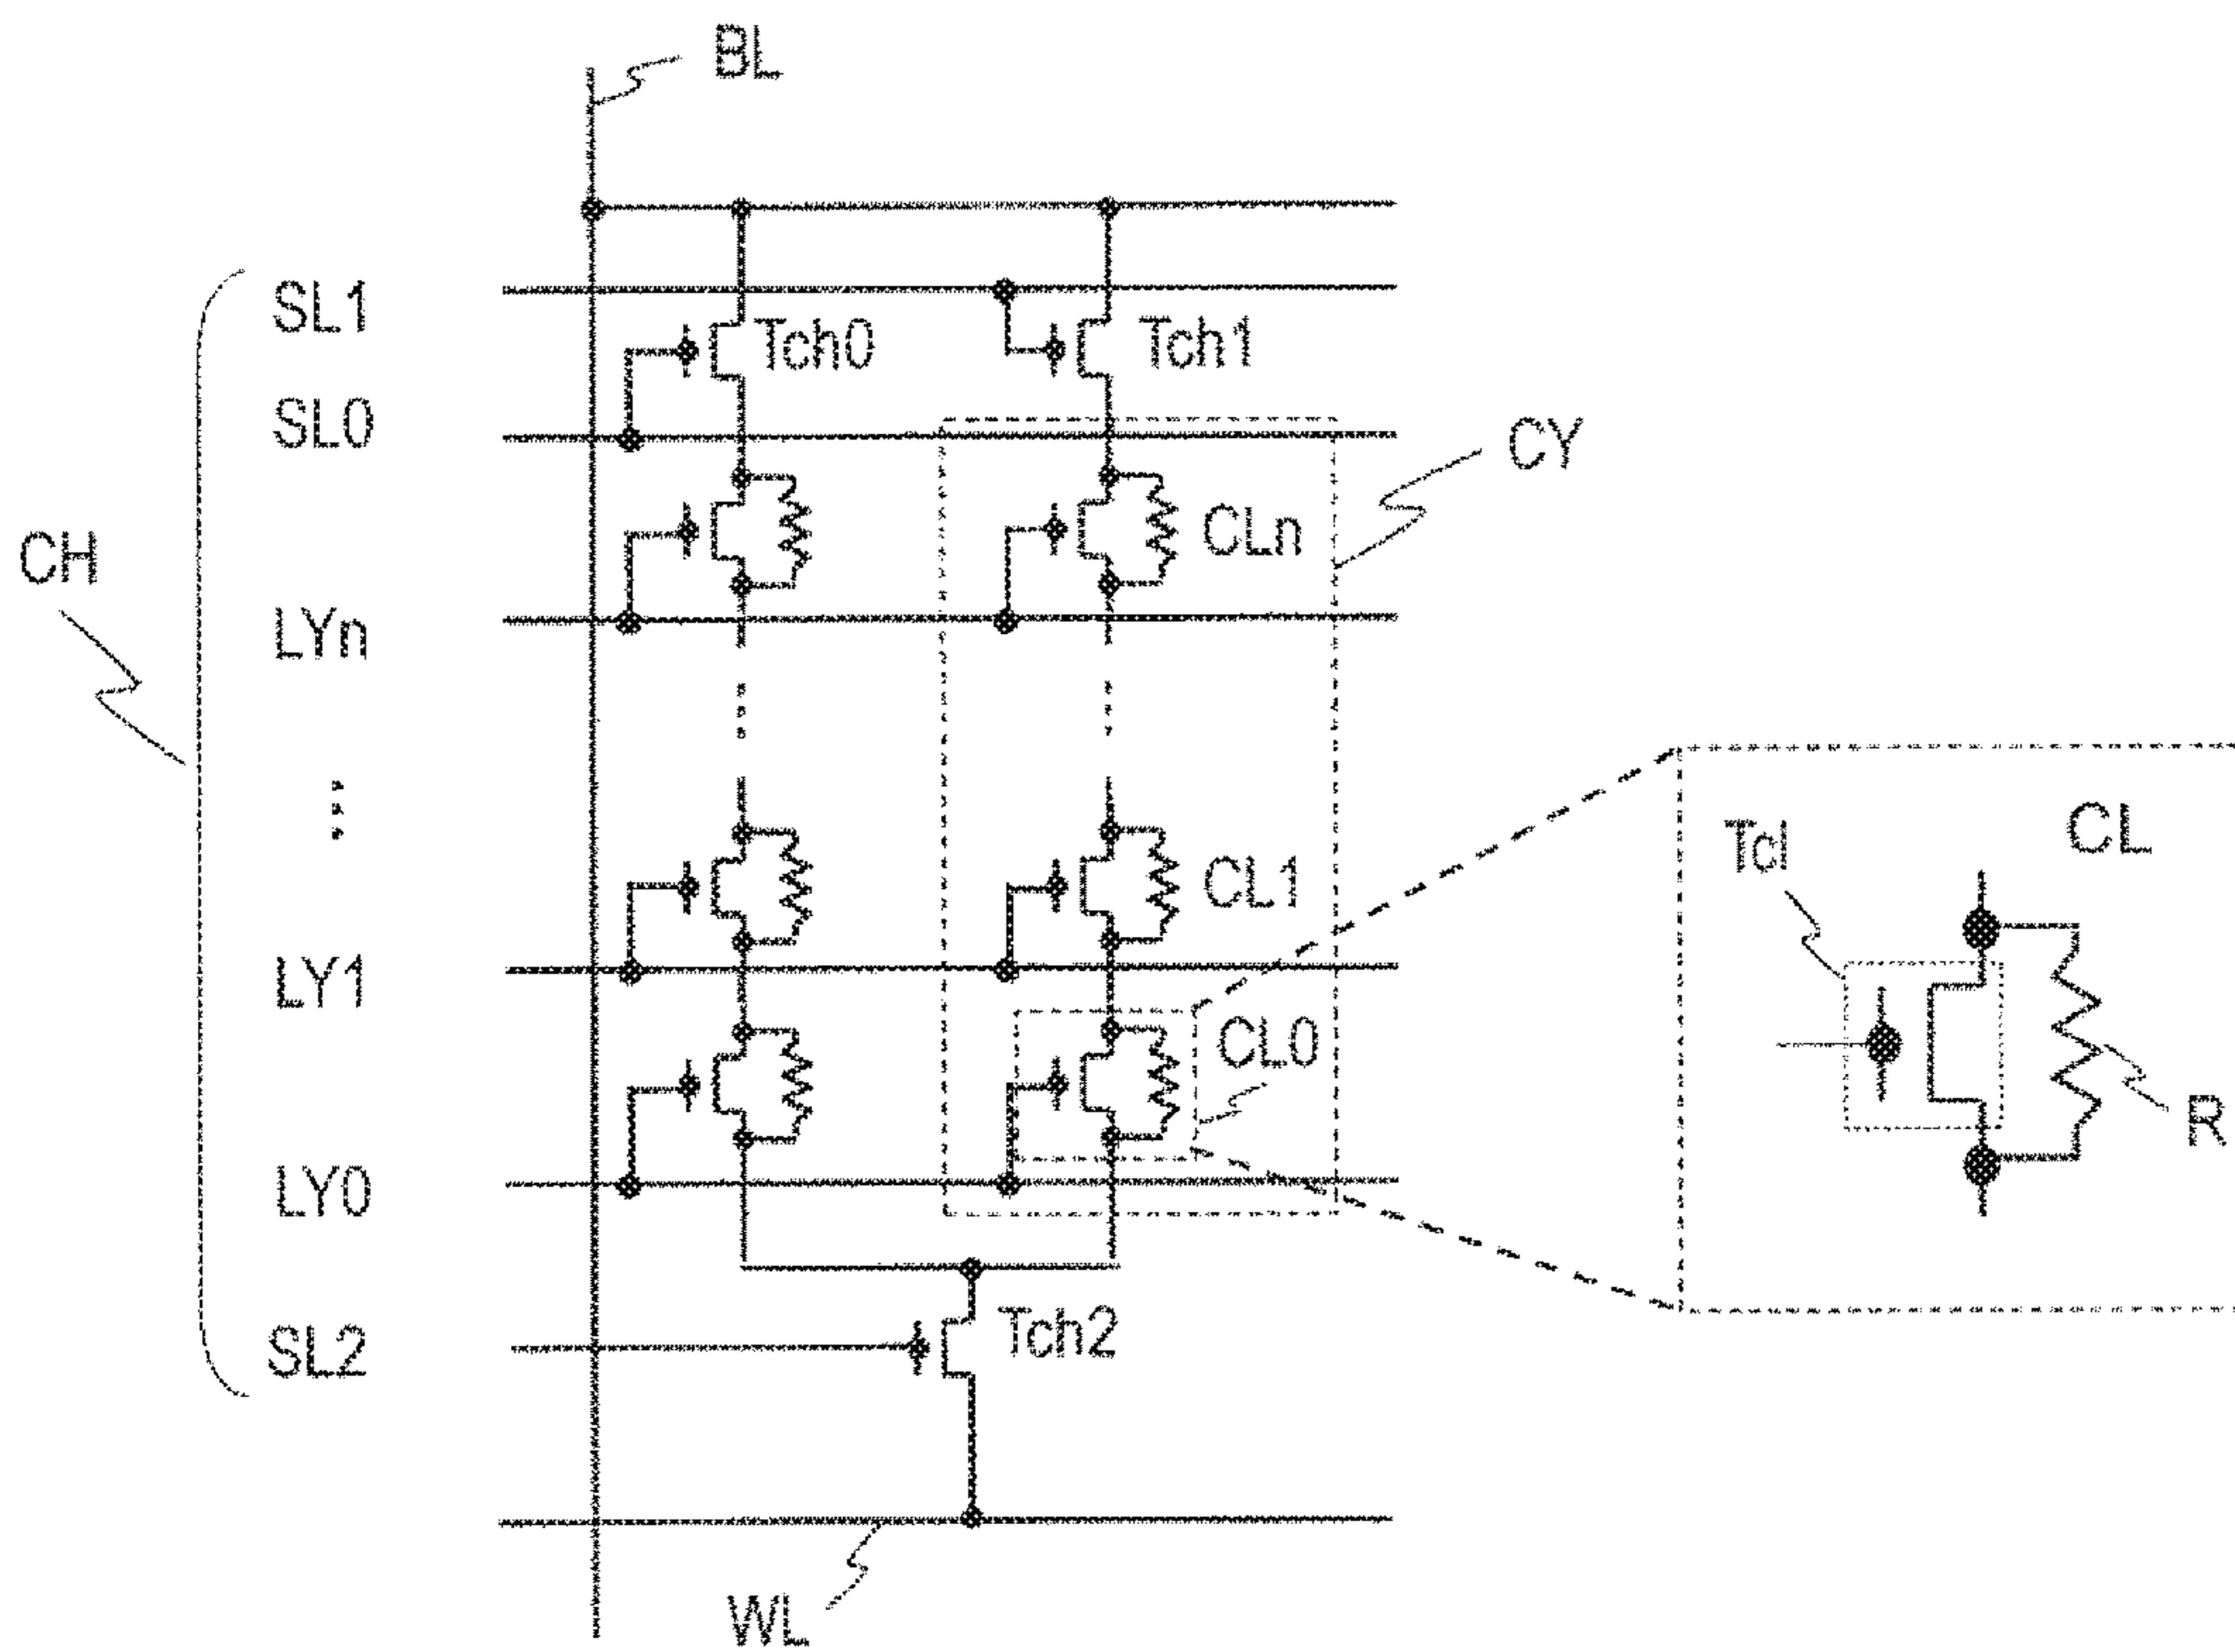 BL
SL1
Tch0
Tch1
SL0
CY
CH
CLn
LYn
⋮
Tcl
CL
CL1
LY1
CL0
R
LY0
Tch2
SL2
WL